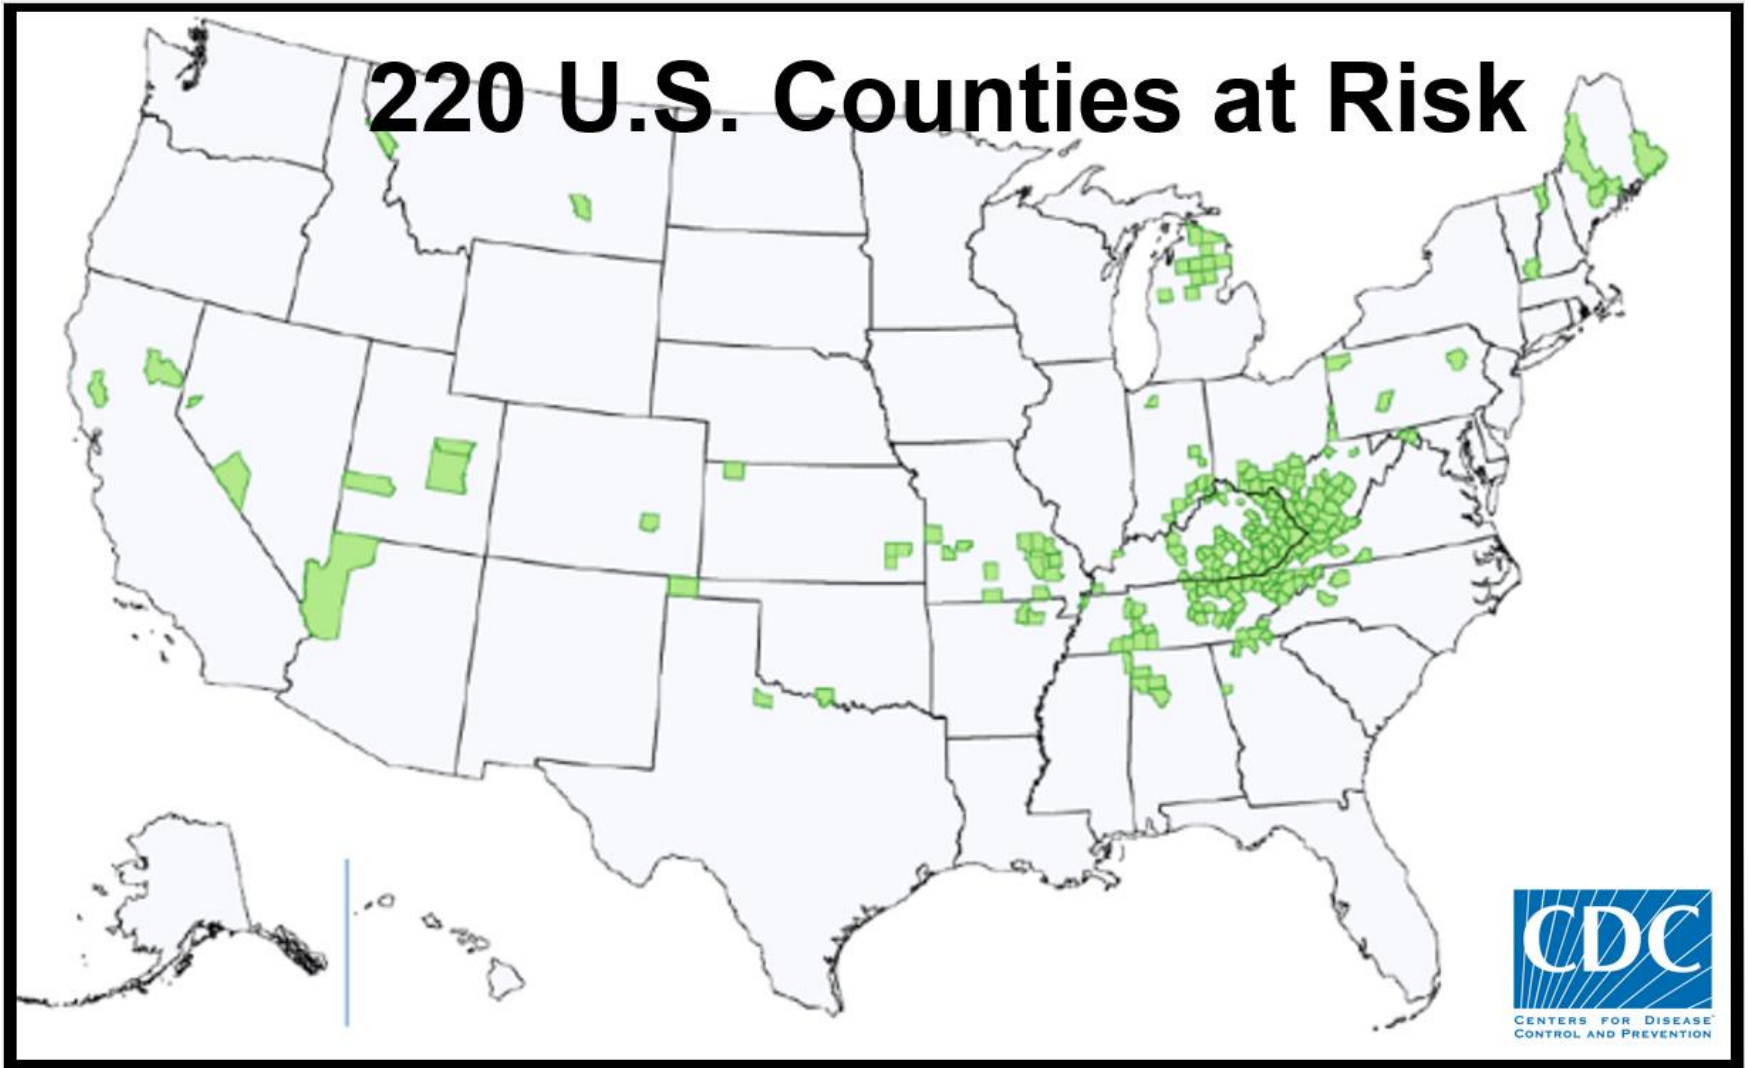 220 U.S. Counties at Risk
CDC
CENTERS FOR DISEASE
CONTROL AND PREVENTION